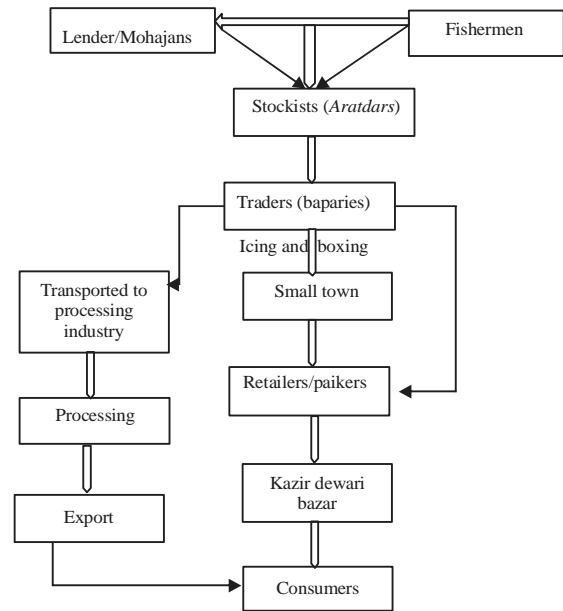 Lender/Mohajans
Fishermen
Stockists (Aratdars)
Traders (baparies)
Icing and boxing
Transported to
processing
industry
Small town
Retailers/paikers
Processing
Kazir dewari
bazar
Export
Consumers